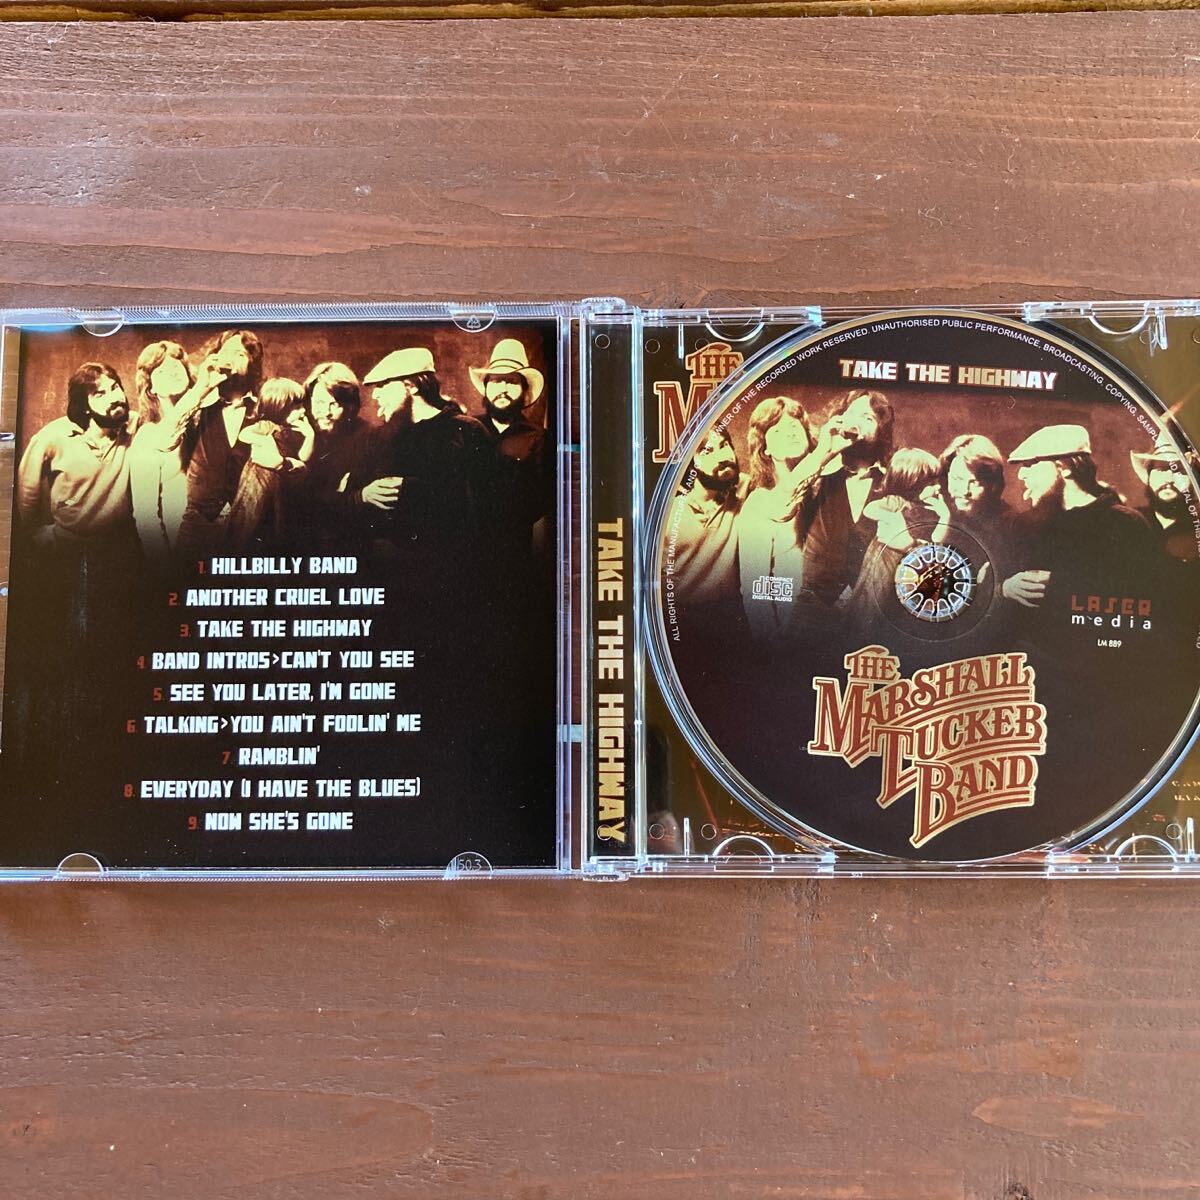 1. HILLBILLY BAND
2. ANOTHER CRUEL LOVE
3. TAKE THE HIGHWAY
4. BAND INTROS>CAN'T YOU SEE
5. SEE YOU LATER, I'M GONE
6. TALKING>YOU AIN'T FOOLIN' ME
7. RAMBLIN'
8. EVERYDAY (I HAVE THE BLUES)
9. NOW SHE'S GONE
50.3
TAKE THE HIGHWAY
THE
ALL RIGHTS OF THE MANUFACTURER AND OWNER OF THE RECORDED WORK RESERVED. UNAUTHORISED PUBLIC PERFORMANCE, BROADCASTING, COPYING,
TAKE THE HIGHWAY
COMPACT
disc
DIGITAL AUDIO
LASER
media
LM 889
THE
MARSHALL
TUCKER
BAND